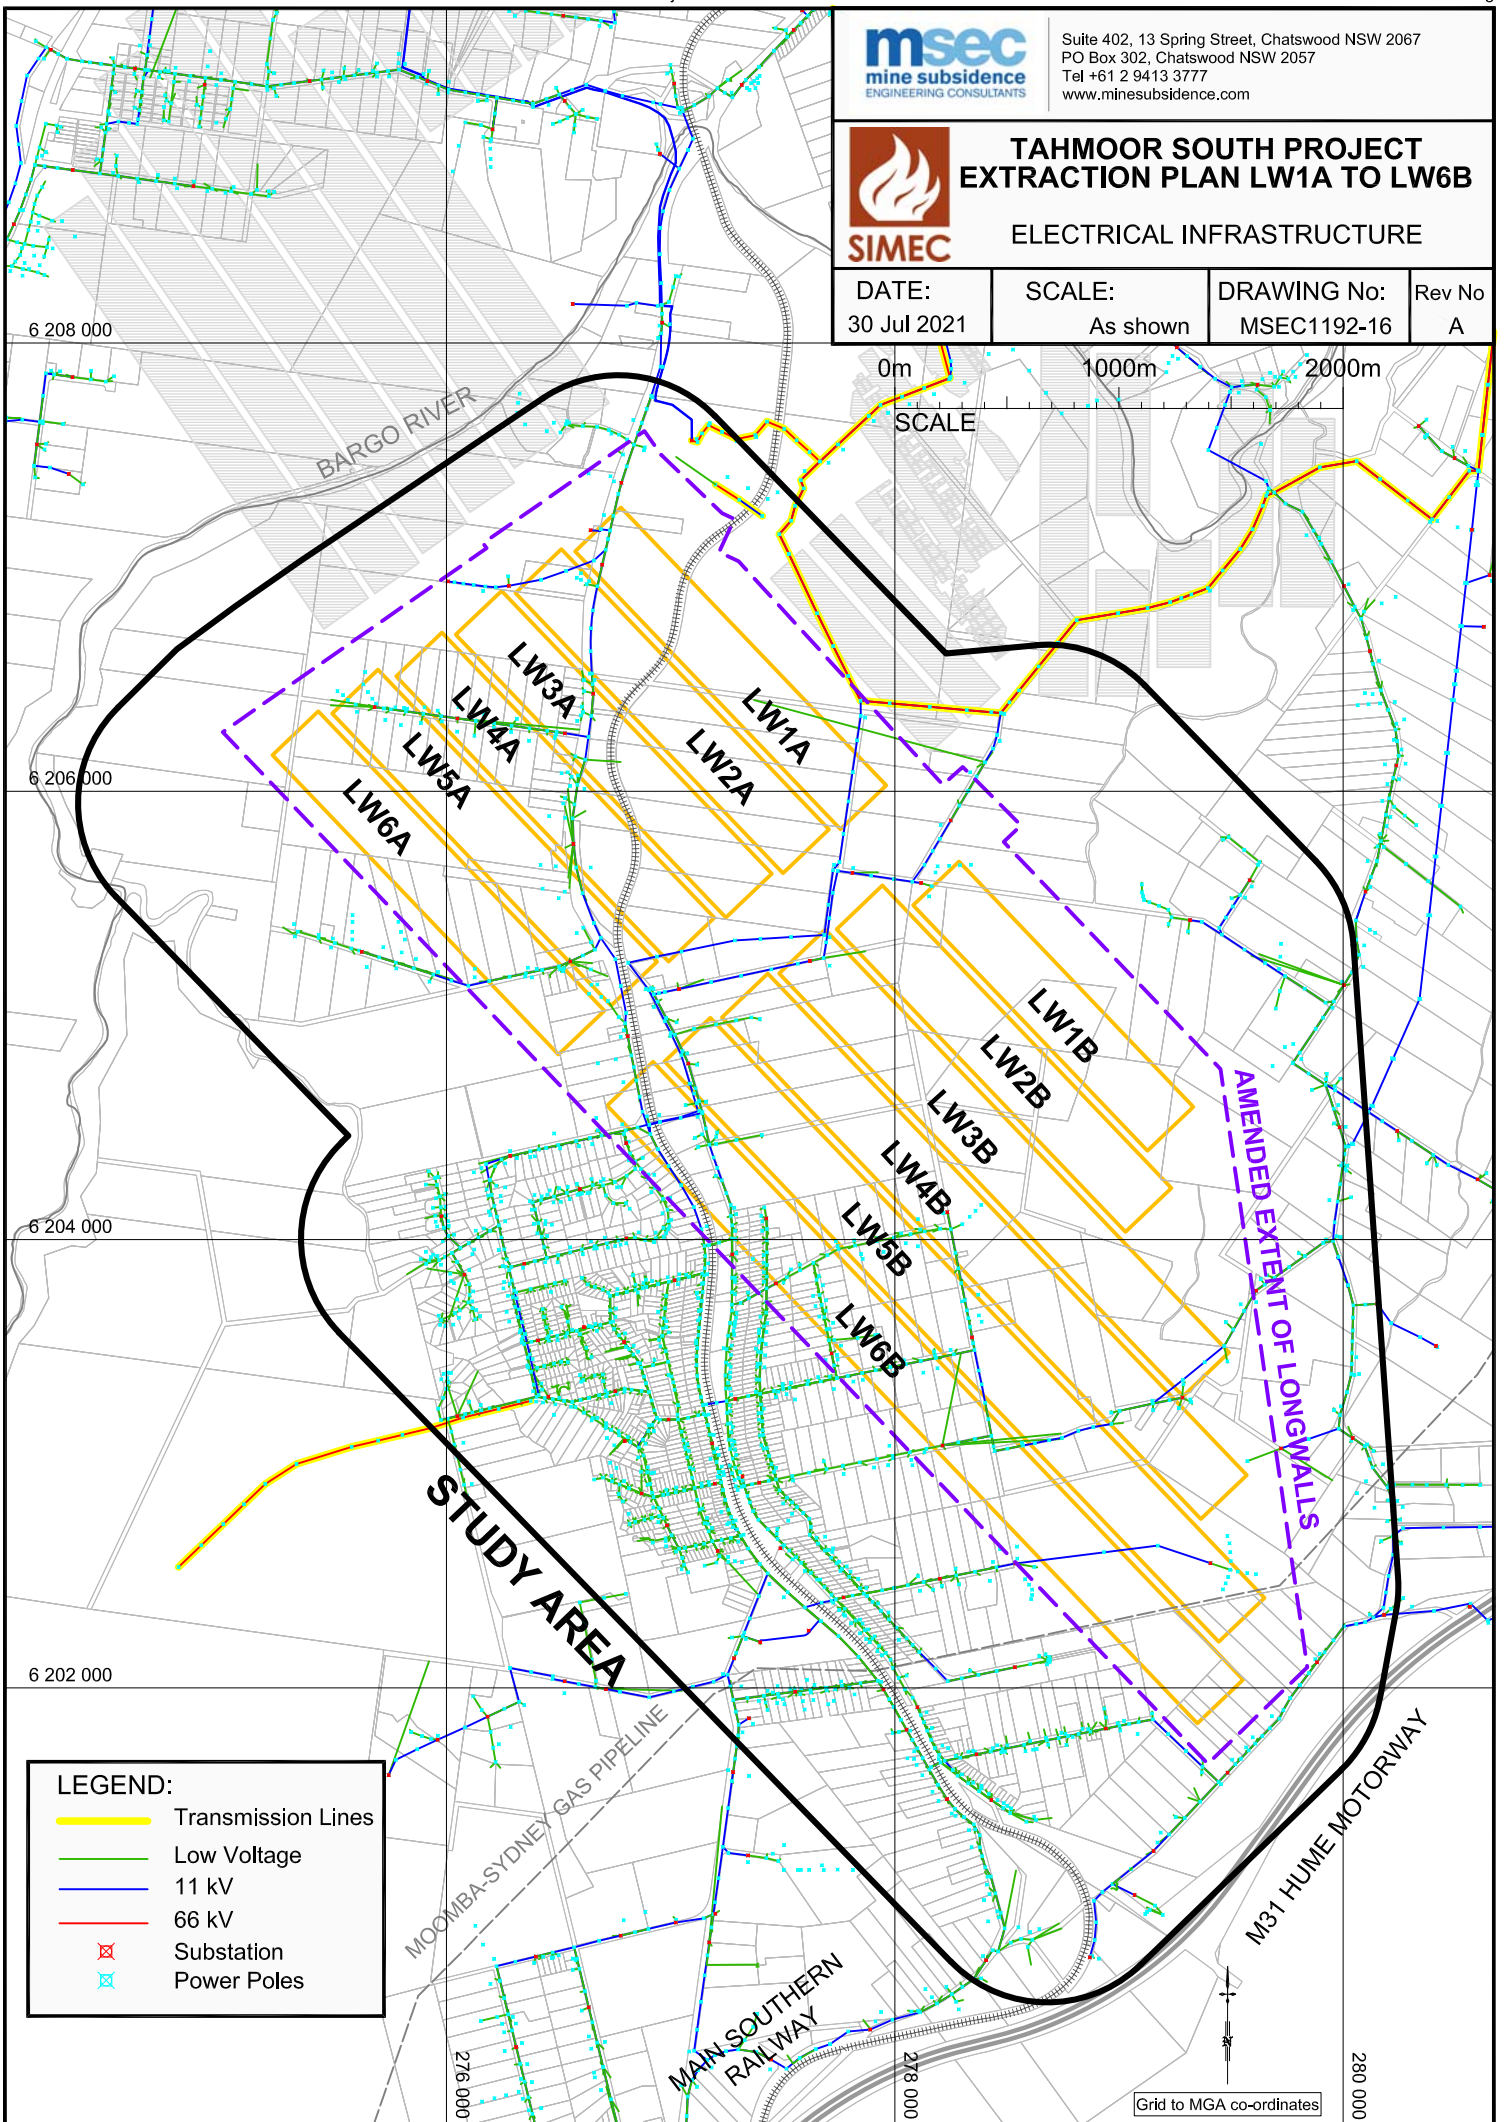 msec
mine subsidence
ENGINEERING CONSULTANTS
Suite 402, 13 Spring Street, Chatswood NSW 2067
PO Box 302, Chatswood NSW 2057
Tel +61 2 9413 3777
www.minesubsidence.com
SIMEC
TAHMOOR SOUTH PROJECT
EXTRACTION PLAN LW1A TO LW6B
ELECTRICAL INFRASTRUCTURE
DATE:
30 Jul 2021
SCALE:
As shown
DRAWING No:
MSEC1192-16
Rev No
A
6 208 000
0m
1000m
2000m
SCALE
BARGO RIVER
LW3A
LW4A
LW1A
LW5A
LW2A
6 206 000
LW6A
LW1B
LW2B
LW3B
AMENDED EXTENT OF LONGWALLS
LW4B
6 204 000
LW5B
LW6B
STUDY AREA
6 202 000
MOOMBA-SYDNEY GAS PIPELINE
M31 HUME MOTORWAY
LEGEND:
Transmission Lines
Low Voltage
11 kV
66 kV
Substation
Power Poles
MAIN SOUTHERN
RAILWAY
276 000
278 000
280 000
N
Grid to MGA co-ordinates